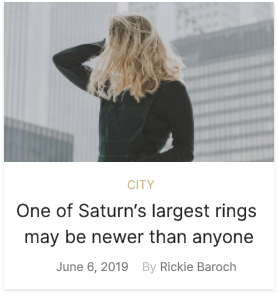 CITY
One of Saturn's largest rings
may be newer than anyone
June 6, 2019 By Rickie Baroch